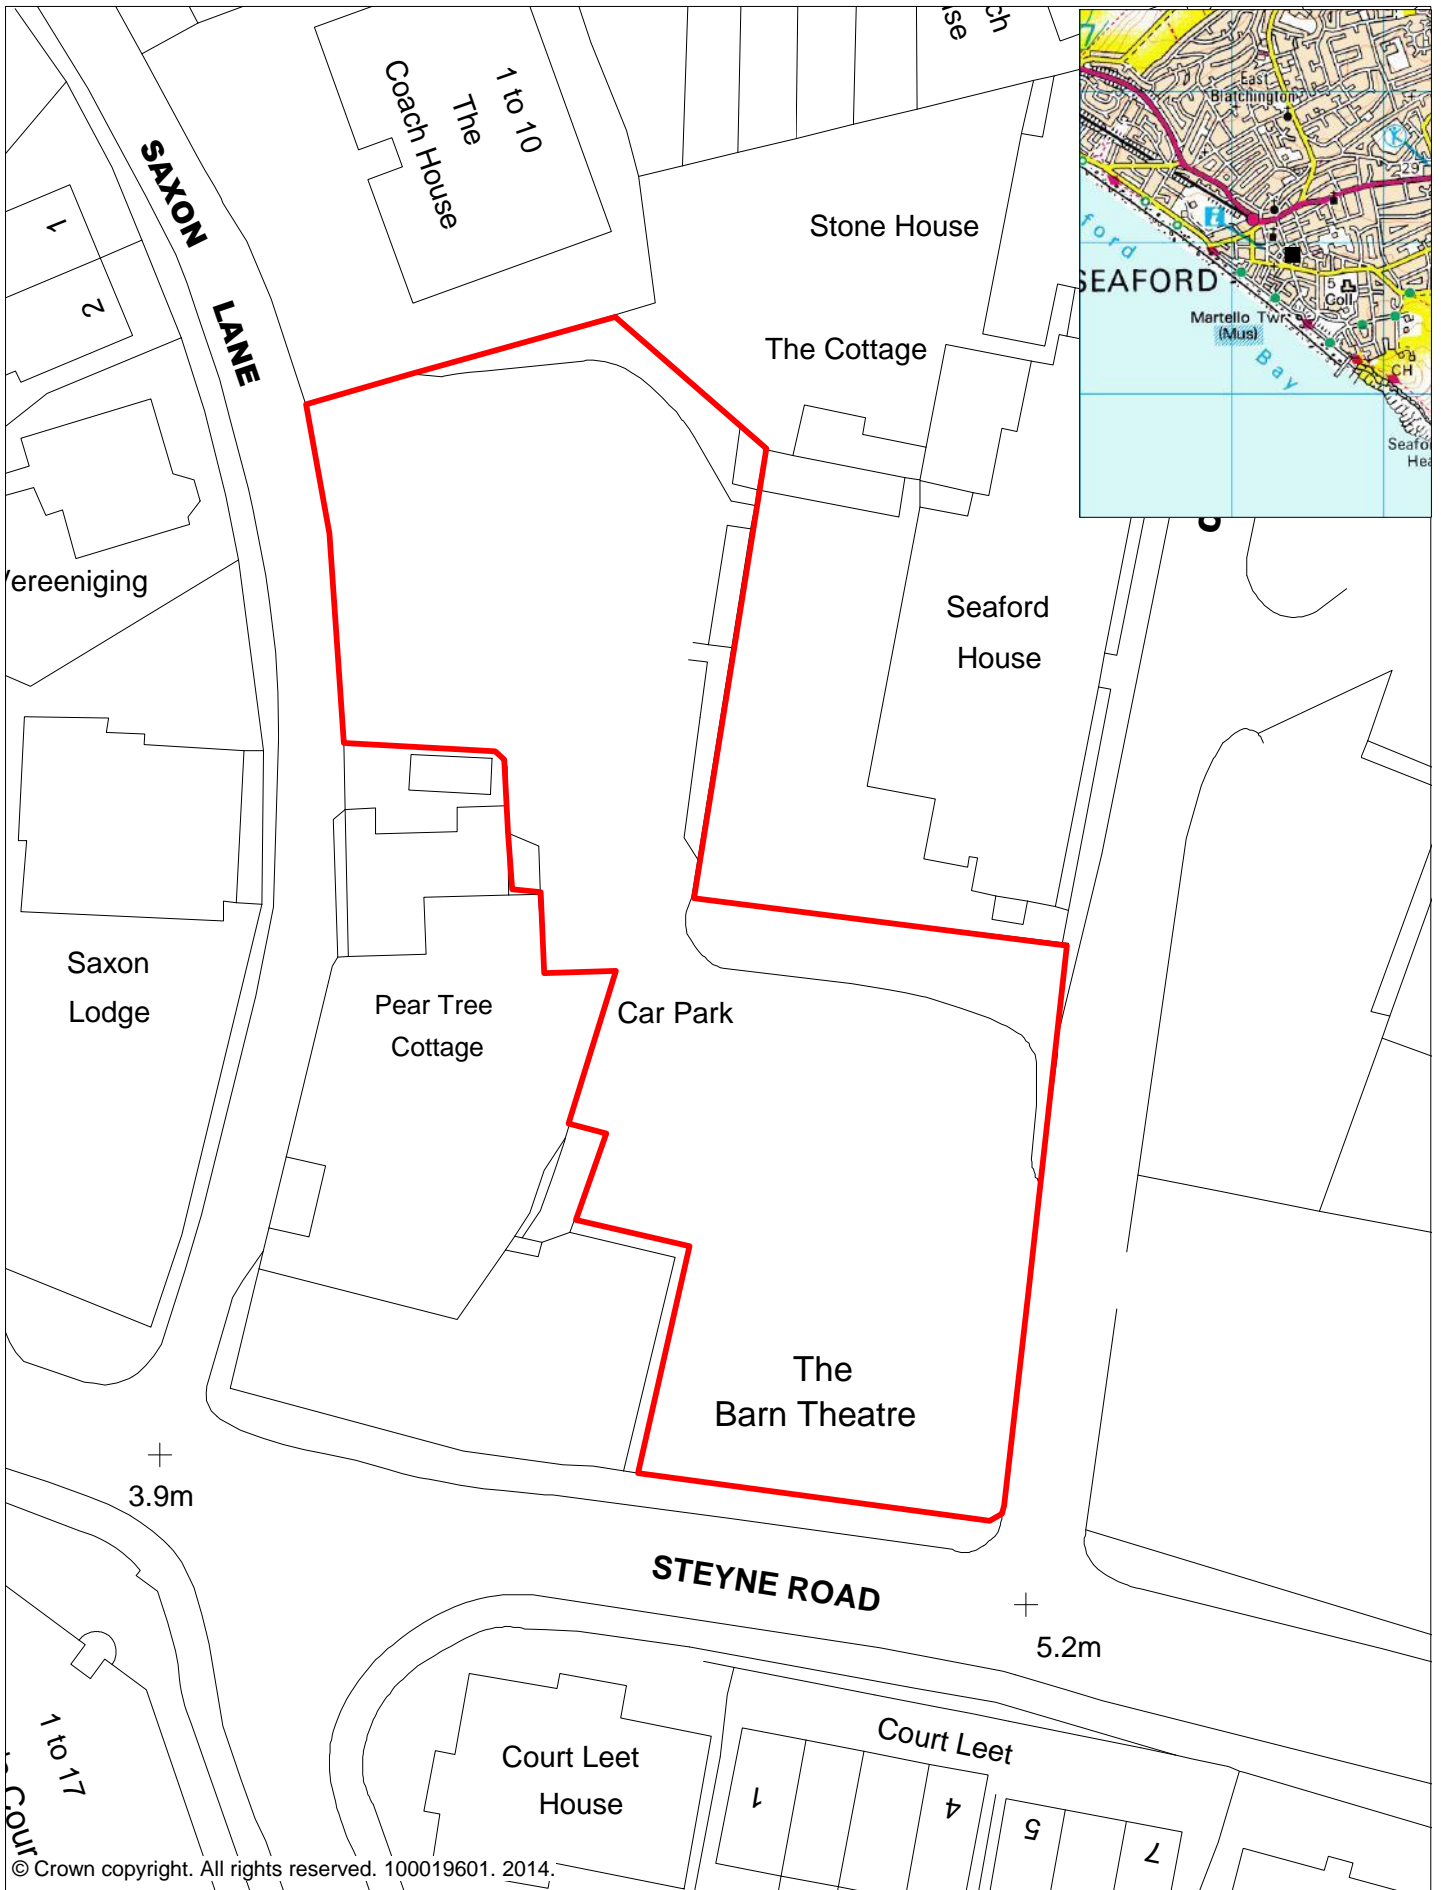 SAXON
LANE
1 to 10
The
Coach House
1
2
Vereeniging
Saxon
Lodge
Stone House
The Cottage
Seaford
House
Pear Tree
Cottage
Car Park
The
Barn Theatre
3.9m
STEYNE ROAD
5.2m
1 to 17
Court Leet
House
Court Leet
1
4
5
7
© Crown copyright. All rights reserved. 100019601. 2014.
East
Blatchington
29
SEAFORD
5
Coll
Martello Twr
(Mus)
Bay
CH